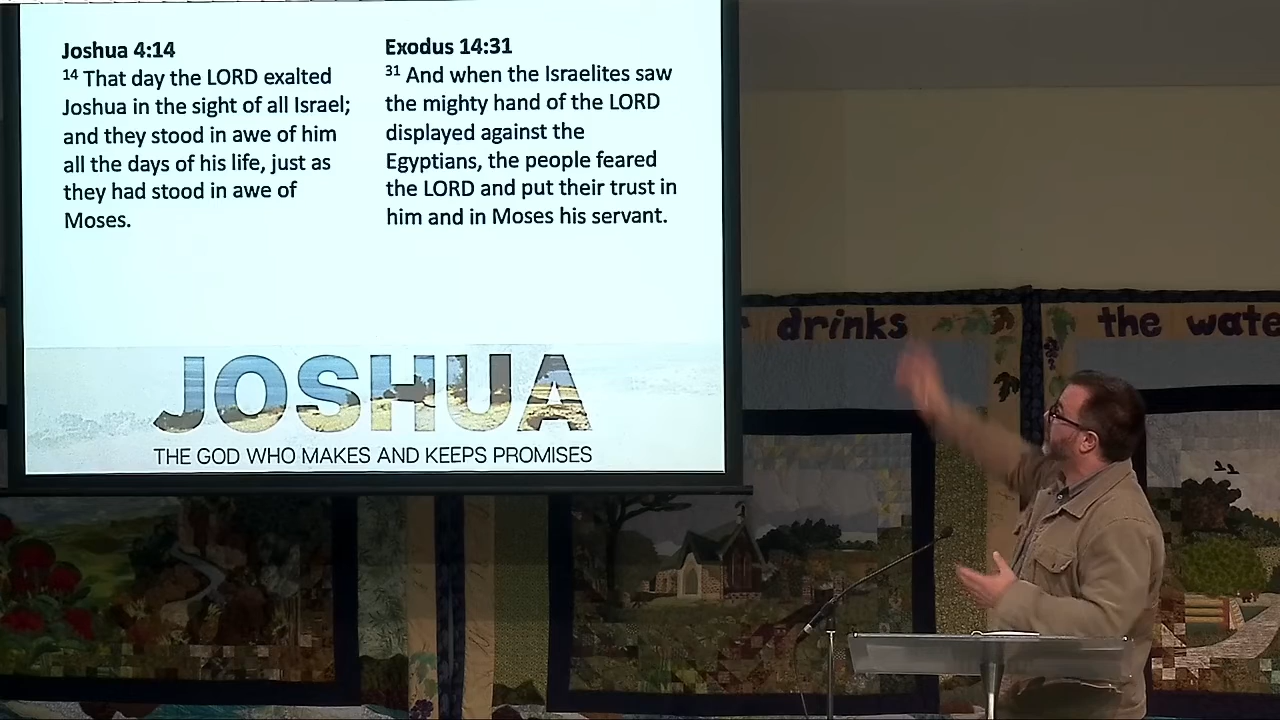 Joshua 4:14
14 That day the LORD exalted
Joshua in the sight of all Israel;
and they stood in awe of him
all the days of his life, just as
they had stood in awe of
Moses.
Exodus 14:31
31 And when the Israelites saw
the mighty hand of the LORD
displayed against the
Egyptians, the people feared
the LORD and put their trust in
him and in Moses his servant.
JOSHUA
THE GOD WHO MAKES AND KEEPS PROMISES
drinks the wate